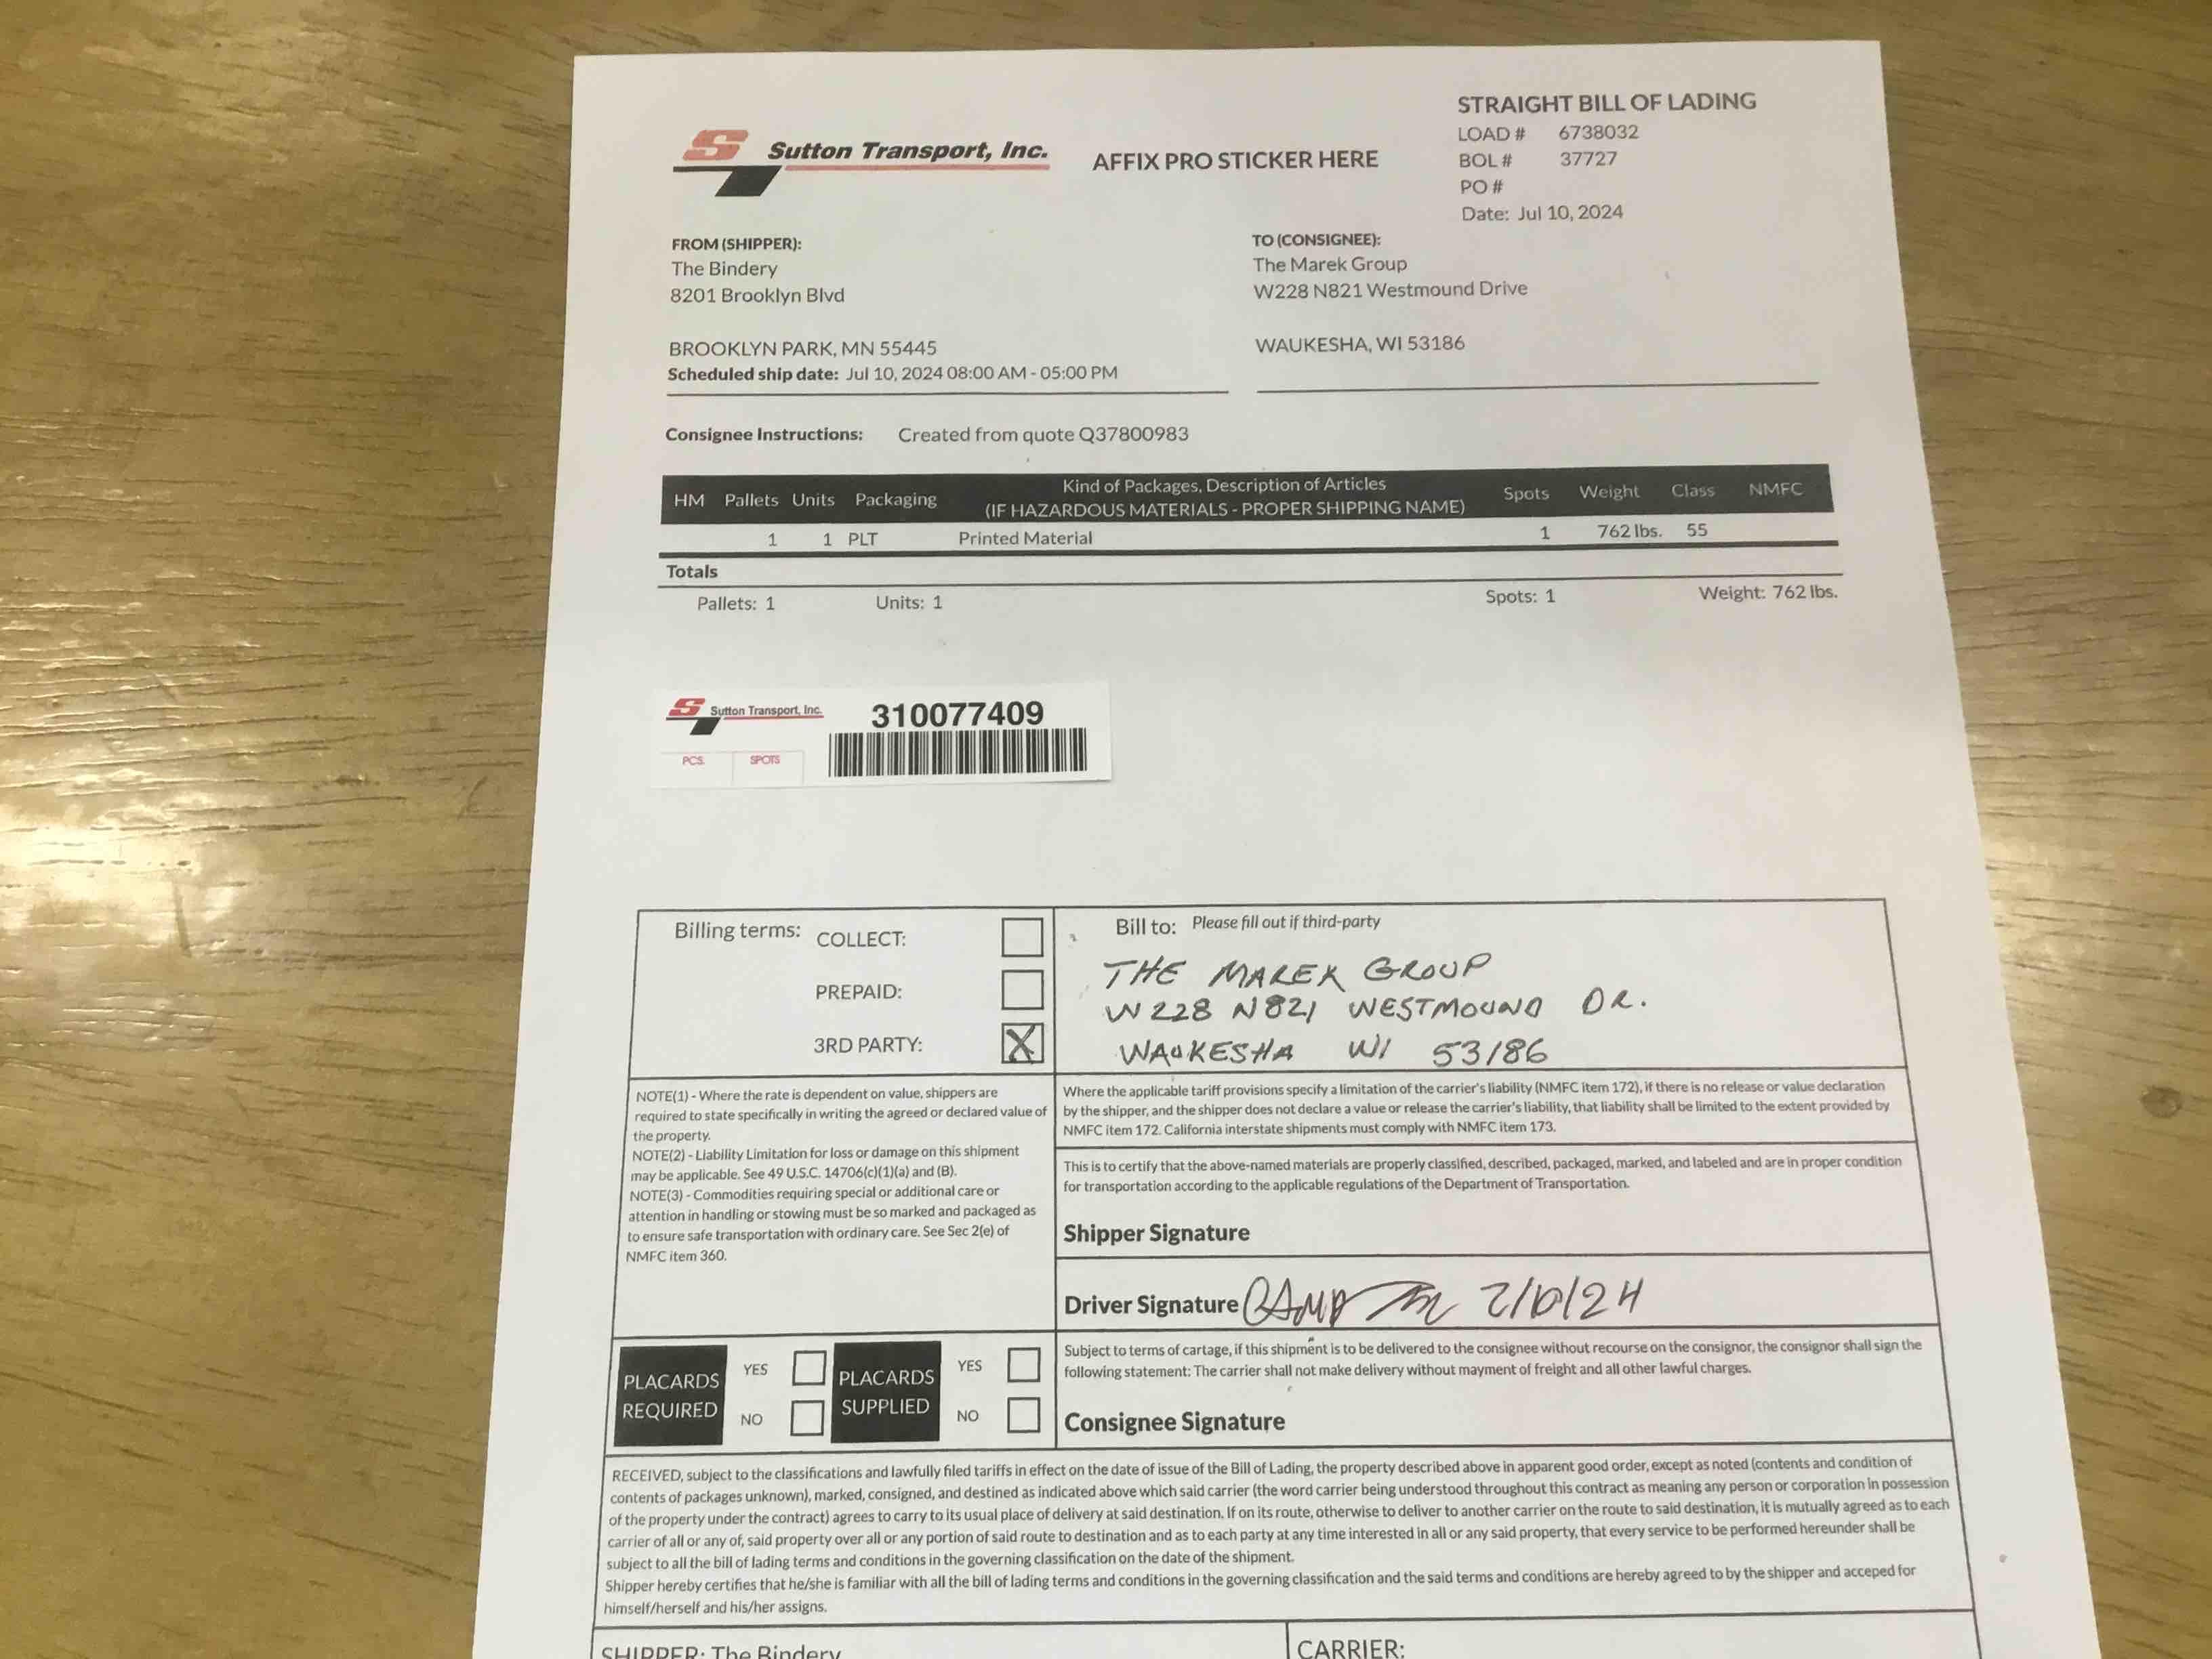 STRAIGHT BILL OF LADING
Sutton Transport, Inc.
AFFIX PRO STICKER HERE
LOAD # 6738032
BOL # 37727
PO #
Date: Jul 10, 2024
FROM (SHIPPER):
The Bindery
8201 Brooklyn Blvd
BROOKLYN PARK, MN 55445
Scheduled ship date: Jul 10, 2024 08:00 AM - 05:00 PM
TO (CONSIGNEE):
The Marek Group
W228 N821 Westmound Drive
WAUKESHA, WI 53186
Consignee Instructions: Created from quote Q37800983
HM Pallets Units Packaging Kind of Packages, Description of Articles (IF HAZARDOUS MATERIALS - PROPER SHIPPING NAME) Spots Weight Class NMFC
1 1 PLT Printed Material 1 762 lbs. 55
Totals
Pallets: 1 Units: 1 Spots: 1 Weight: 762 lbs.
Sutton Transport, Inc. 310077409
PCS. SPOTS
Billing terms: COLLECT:
PREPAID:
3RD PARTY: X
Bill to: Please fill out if third-party
THE MAREK GROUP
W228 N821 WESTMOUND DR.
WAUKESHA WI 53186
NOTE(1) - Where the rate is dependent on value, shippers are
required to state specifically in writing the agreed or declared value of
the property.
NOTE(2) - Liability Limitation for loss or damage on this shipment
may be applicable. See 49 U.S.C. 14706(c)(1)(a) and (B).
NOTE(3) - Commodities requiring special or additional care or
attention in handling or stowing must be so marked and packaged as
to ensure safe transportation with ordinary care. See Sec 2(e) of
NMFC item 360.
Where the applicable tariff provisions specify a limitation of the carrier's liability (NMFC item 172), if there is no release or value declaration
by the shipper, and the shipper does not declare a value or release the carrier's liability, that liability shall be limited to the extent provided by
NMFC item 172. California interstate shipments must comply with NMFC item 173.
This is to certify that the above-named materials are properly classified, described, packaged, marked, and labeled and are in proper condition
for transportation according to the applicable regulations of the Department of Transportation.
Shipper Signature
Driver Signature 7/10/24
PLACARDS REQUIRED YES NO
PLACARDS SUPPLIED YES NO
Subject to terms of cartage, if this shipment is to be delivered to the consignee without recourse on the consignor, the consignor shall sign the
following statement: The carrier shall not make delivery without mayment of freight and all other lawful charges.
Consignee Signature
RECEIVED, subject to the classifications and lawfully filed tariffs in effect on the date of issue of the Bill of Lading, the property described above in apparent good order, except as noted (contents and condition of
contents of packages unknown), marked, consigned, and destined as indicated above which said carrier (the word carrier being understood throughout this contract as meaning any person or corporation in possession
of the property under the contract) agrees to carry to its usual place of delivery at said destination. If on its route, otherwise to deliver to another carrier on the route to said destination, it is mutually agreed as to each
carrier of all or any of, said property over all or any portion of said route to destination and as to each party at any time interested in all or any said property, that every service to be performed hereunder shall be
subject to all the bill of lading terms and conditions in the governing classification on the date of the shipment.
Shipper hereby certifies that he/she is familiar with all the bill of lading terms and conditions in the governing classification and the said terms and conditions are hereby agreed to by the shipper and acceped for
himself/herself and his/her assigns.
SHIPPER: The Bindery
CARRIER: